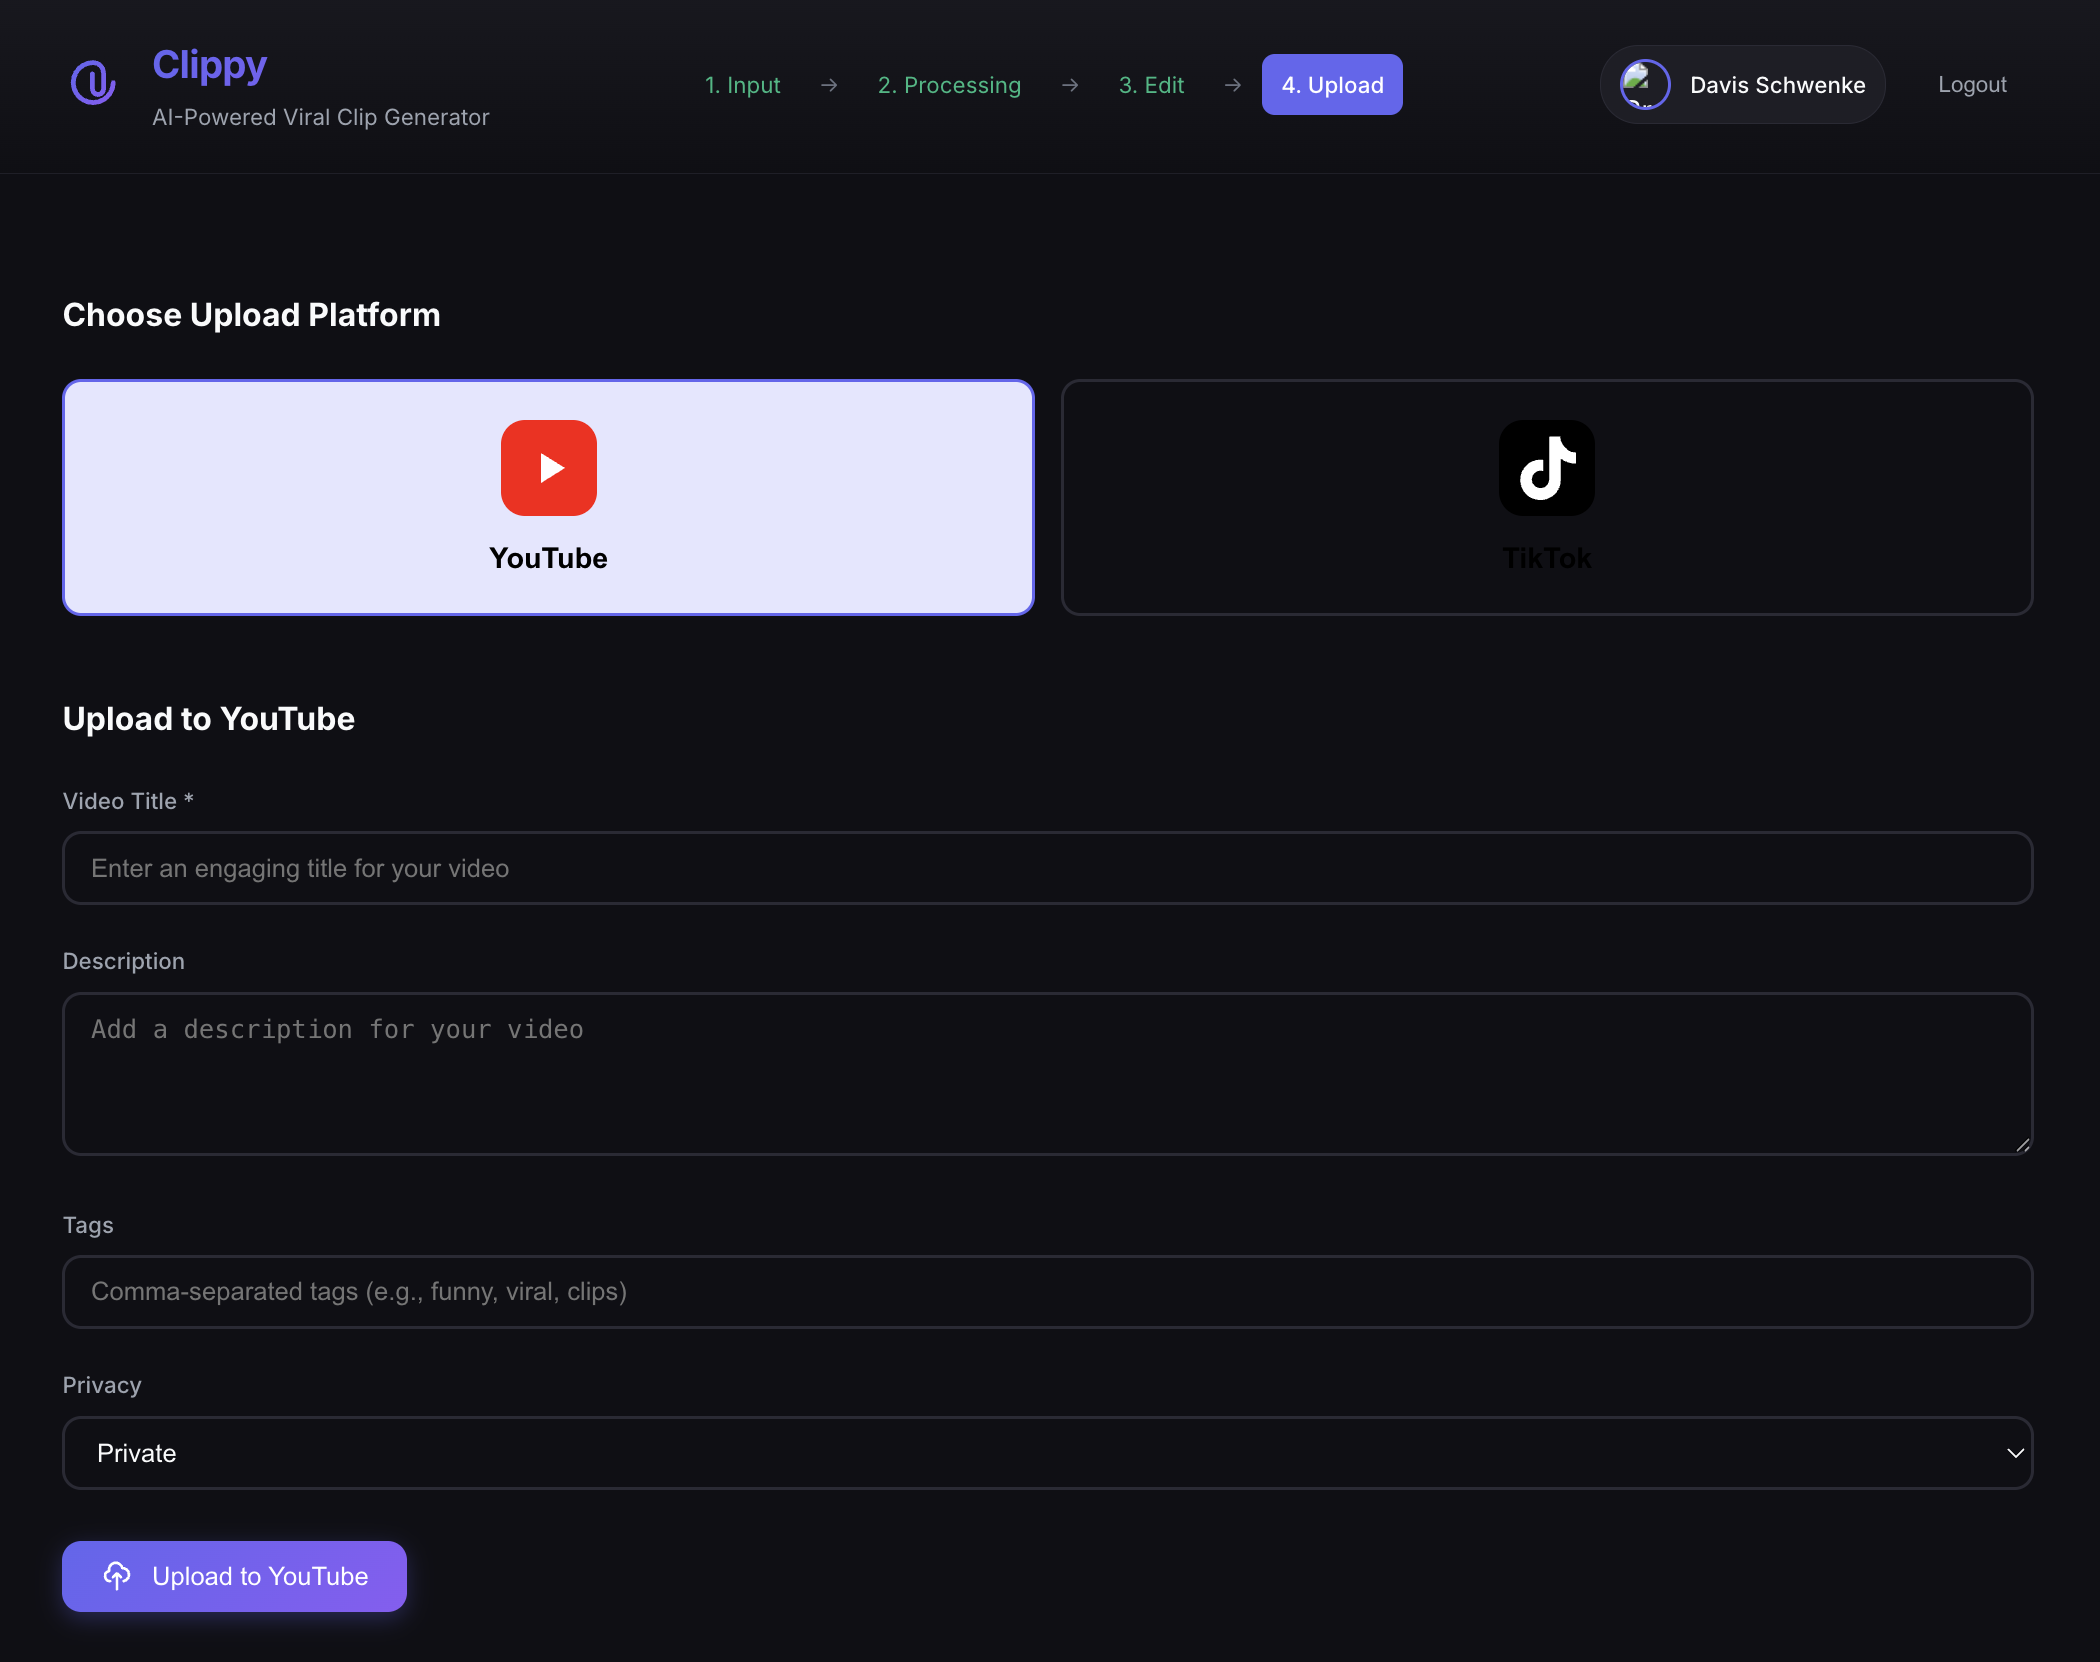 Clippy
AI-Powered Viral Clip Generator
1. Input → 2. Processing → 3. Edit → 4. Upload
Davis Schwenke
Logout
Choose Upload Platform
YouTube
TikTok
Upload to YouTube
Video Title *
Enter an engaging title for your video
Description
Add a description for your video
Tags
Comma-separated tags (e.g., funny, viral, clips)
Privacy
Private
Upload to YouTube